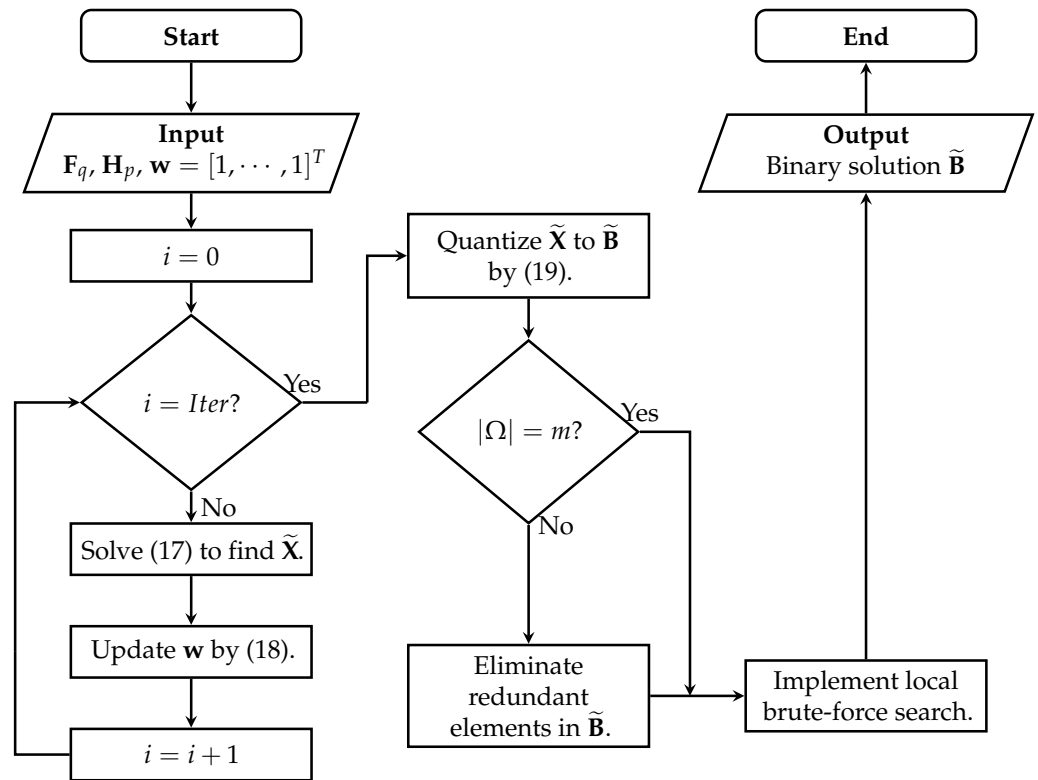 Start
Input
F_q, H_p, w = [1, ⋯ , 1]^T
i = 0
i = Iter?
Yes
No
Solve (17) to find X̃.
Update w by (18).
i = i + 1
Quantize X̃ to B̃
by (19).
|Ω| = m?
Yes
No
Eliminate
redundant
elements in B̃.
Implement local
brute-force search.
Output
Binary solution B̃
End